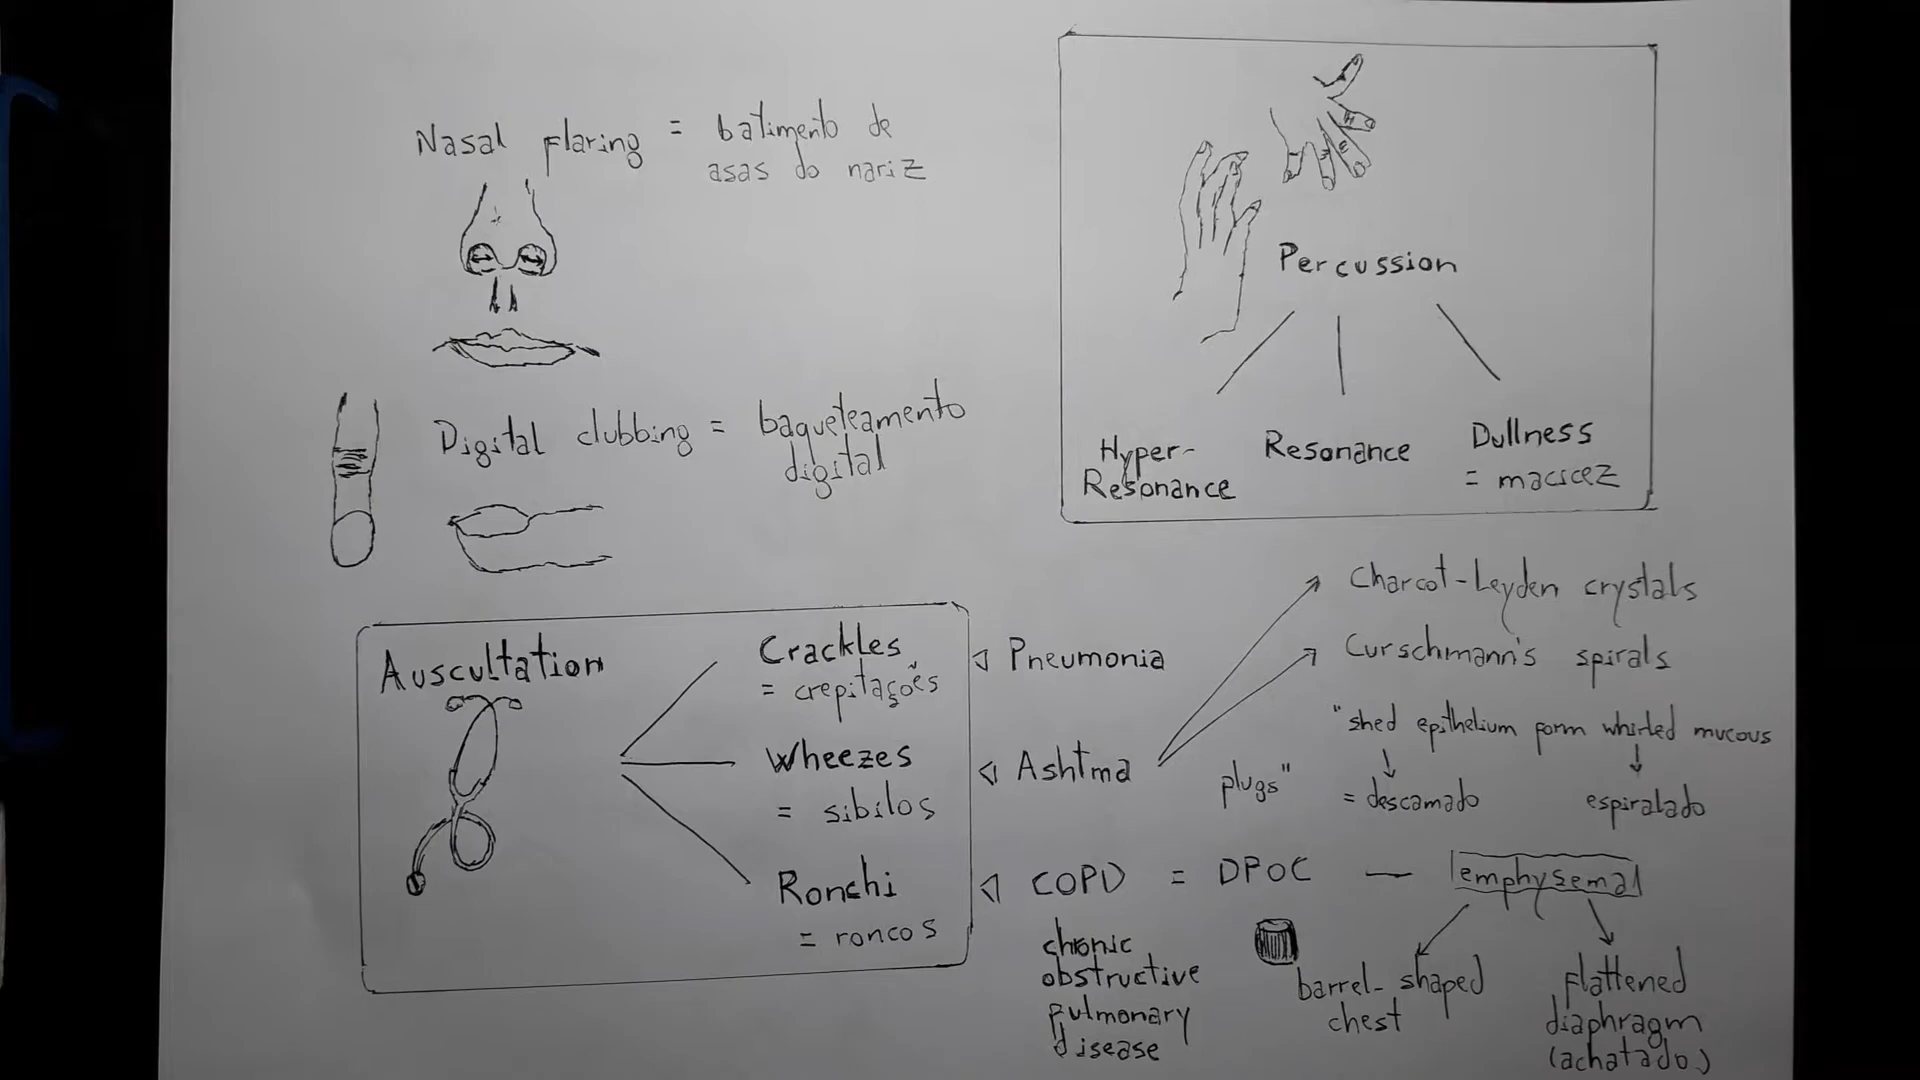 Nasal flaring = batimento de
asas do nariz
Digital clubbing = baqueteamento
digital
Percussion
Hyper-
Resonance
Resonance
Dullness
= macicez
Auscultation
Crackles
= crepitações
Wheezes
= sibilos
Ronchi
= roncos
Pneumonia
Ashtma
Charcot-Leyden crystals
Curschmann's spirals
"shed epithelium form whirled mucous
plugs"
= descamado
espiralado
COPD = DPOC — emphysema
chronic
obstructive
pulmonary
disease
barrel-shaped
chest
flattened
diaphragm
(achatado)